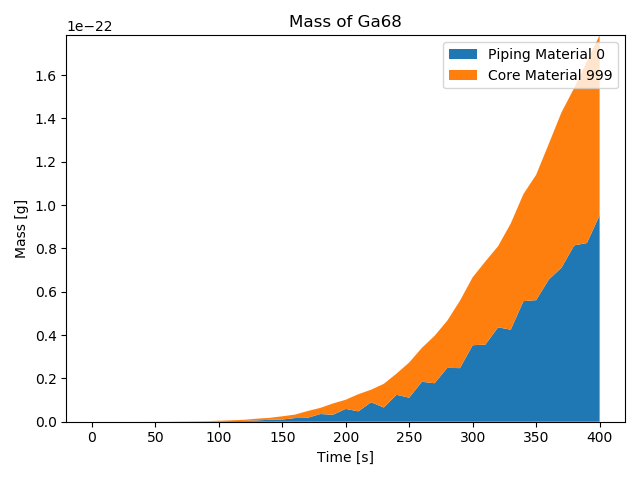 Mass of Ga68
1e−22
Piping Material 0
Core Material 999
1.6
1.4
1.2
1.0
0.8
0.6
0.4
0.2
0.0
Mass [g]
0 50 100 150 200 250 300 350 400
Time [s]